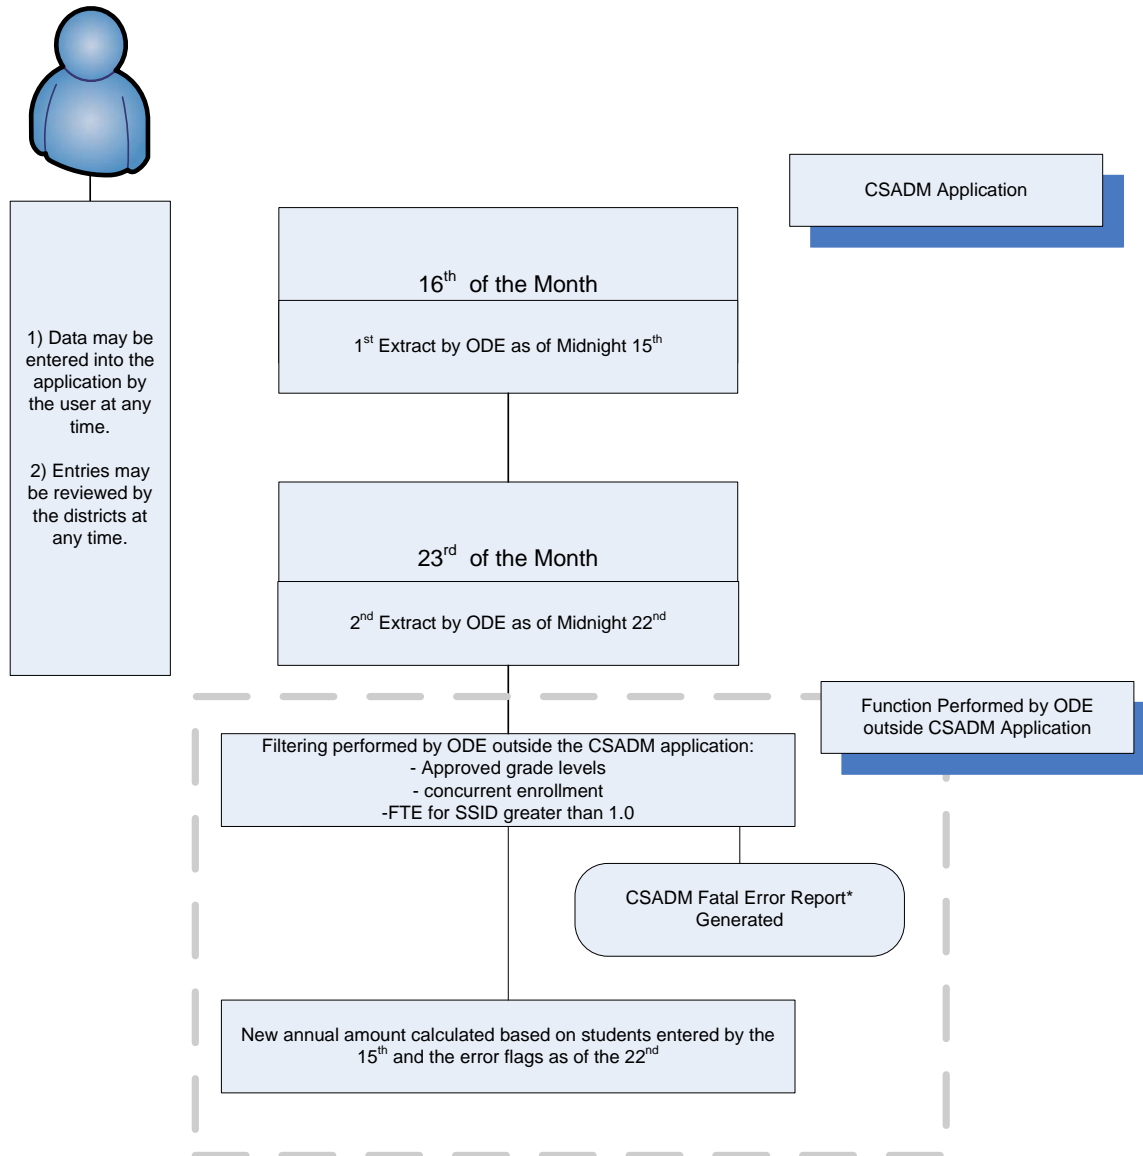 CSADM Application
16th of the Month
1st Extract by ODE as of Midnight 15th
1) Data may be
entered into the
application by
the user at any
time.
2) Entries may
be reviewed by
the districts at
any time.
23rd of the Month
2nd Extract by ODE as of Midnight 22nd
Function Performed by ODE
outside CSADM Application
Filtering performed by ODE outside the CSADM application:
- Approved grade levels
- concurrent enrollment
-FTE for SSID greater than 1.0
CSADM Fatal Error Report*
Generated
New annual amount calculated based on students entered by the
15th and the error flags as of the 22nd